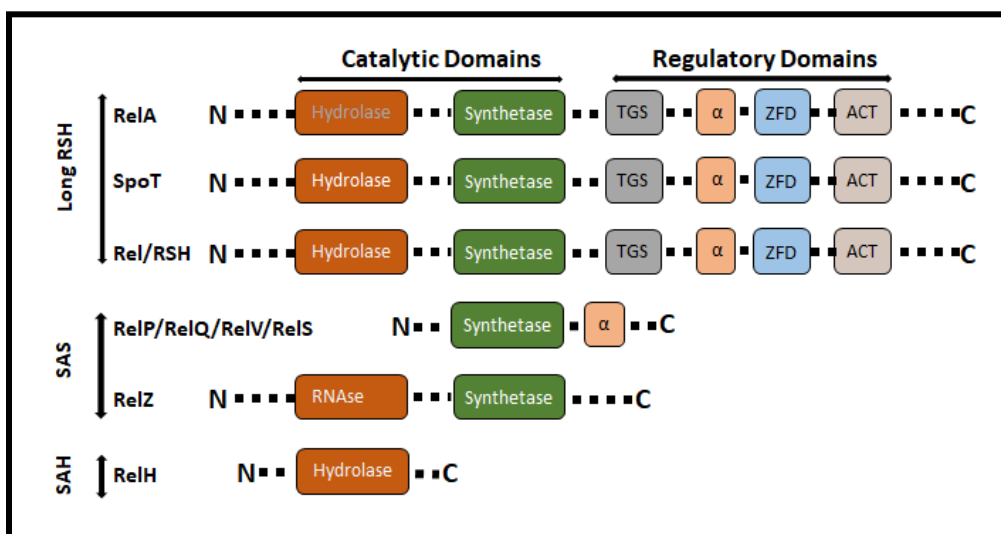 Catalytic Domains Regulatory Domains
Long RSH
RelA N Hydrolase Synthetase TGS α ZFD ACT C
SpoT N Hydrolase Synthetase TGS α ZFD ACT C
Rel/RSH N Hydrolase Synthetase TGS α ZFD ACT C
SAS
RelP/RelQ/RelV/RelS N Synthetase α C
RelZ N RNAse Synthetase C
SAH
RelH N Hydrolase C